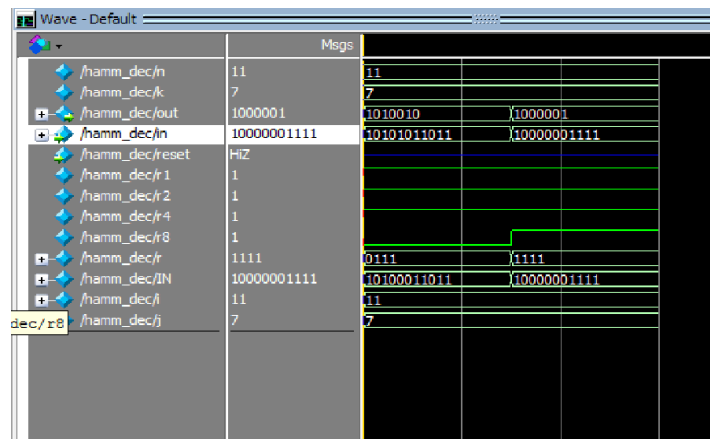 Wave - Default
Msgs
/hamm_dec/n 11 11
/hamm_dec/k 7 7
/hamm_dec/out 1000001 1010010 1000001
/hamm_dec/in 10000001111 10101011011 10000001111
/hamm_dec/reset HiZ
/hamm_dec/r1 1
/hamm_dec/r2 1
/hamm_dec/r4 1
/hamm_dec/r8 1
/hamm_dec/r 1111 0111 1111
/hamm_dec/IN 10000001111 10100011011 10000001111
/hamm_dec/i 11 11
dec/r8 /hamm_dec/j 7 7